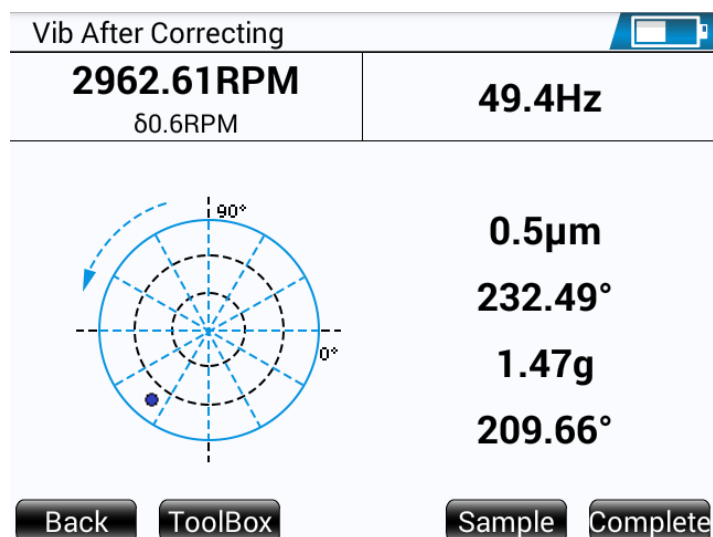 Vib After Correcting
2962.61RPM
δ0.6RPM
49.4Hz
90°
0°
0.5µm
232.49°
1.47g
209.66°
Back ToolBox Sample Complete